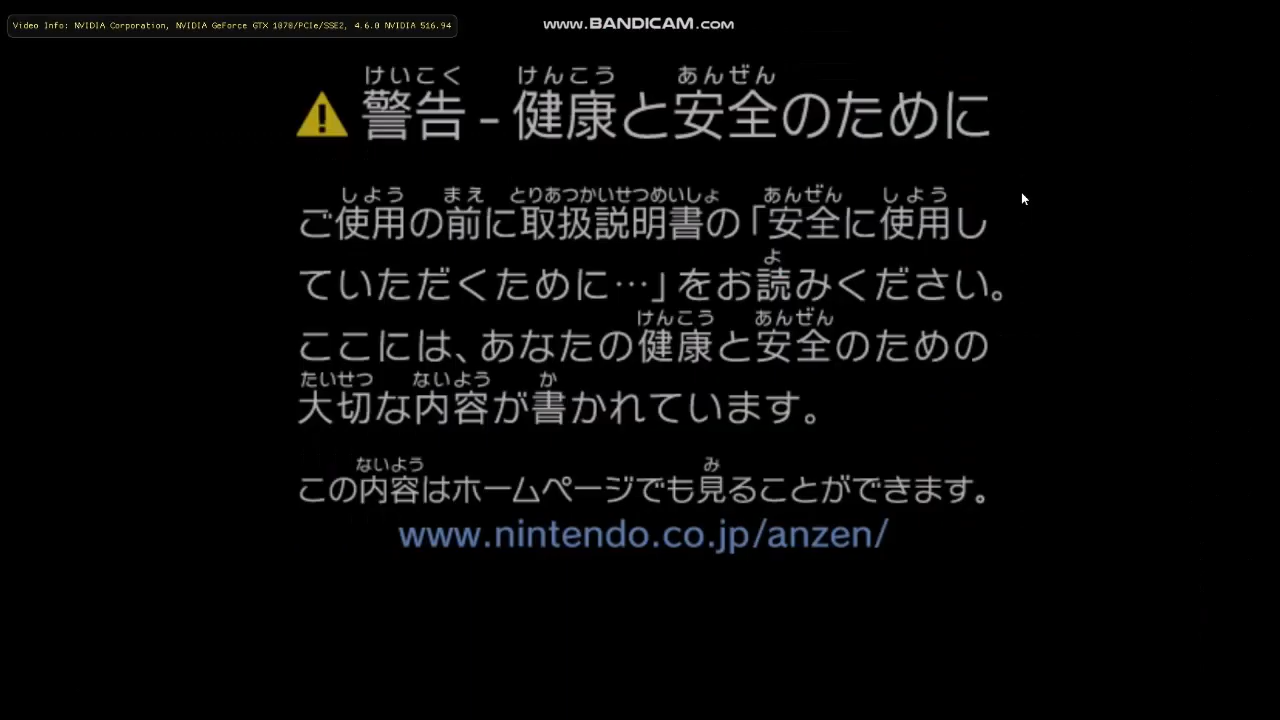 Video Info: NVIDIA Corporation, NVIDIA GeForce GTX 1070/PCIe/SSE2, 4.6.0 NVIDIA 516.94
www.BANDICAM.com
けいこく けんこう あんぜん
警告 - 健康と安全のために
しよう まえ とりあつかいせつめいしょ あんぜん しよう
ご使用の前に取扱説明書の「安全に使用し
よ
ていただくために…」をお読みください。
けんこう あんぜん
ここには、あなたの健康と安全のための
たいせつ ないよう か
大切な内容が書かれています。
ないよう み
この内容はホームページでも見ることができます。
www.nintendo.co.jp/anzen/